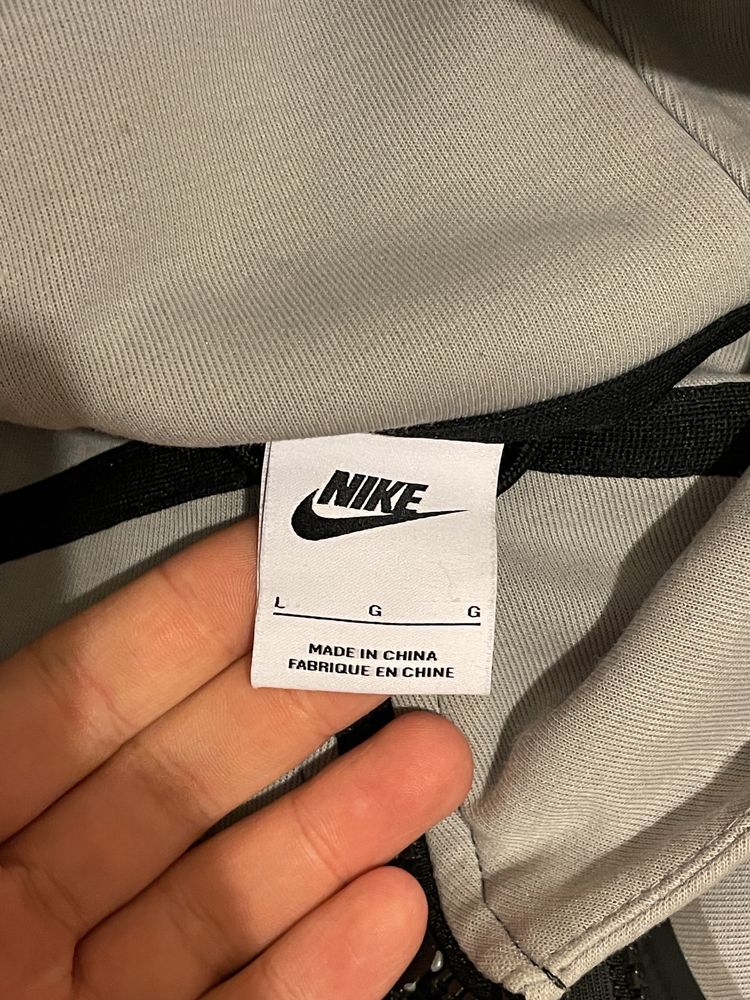 NIKE
L G G
MADE IN CHINA
FABRIQUE EN CHINE